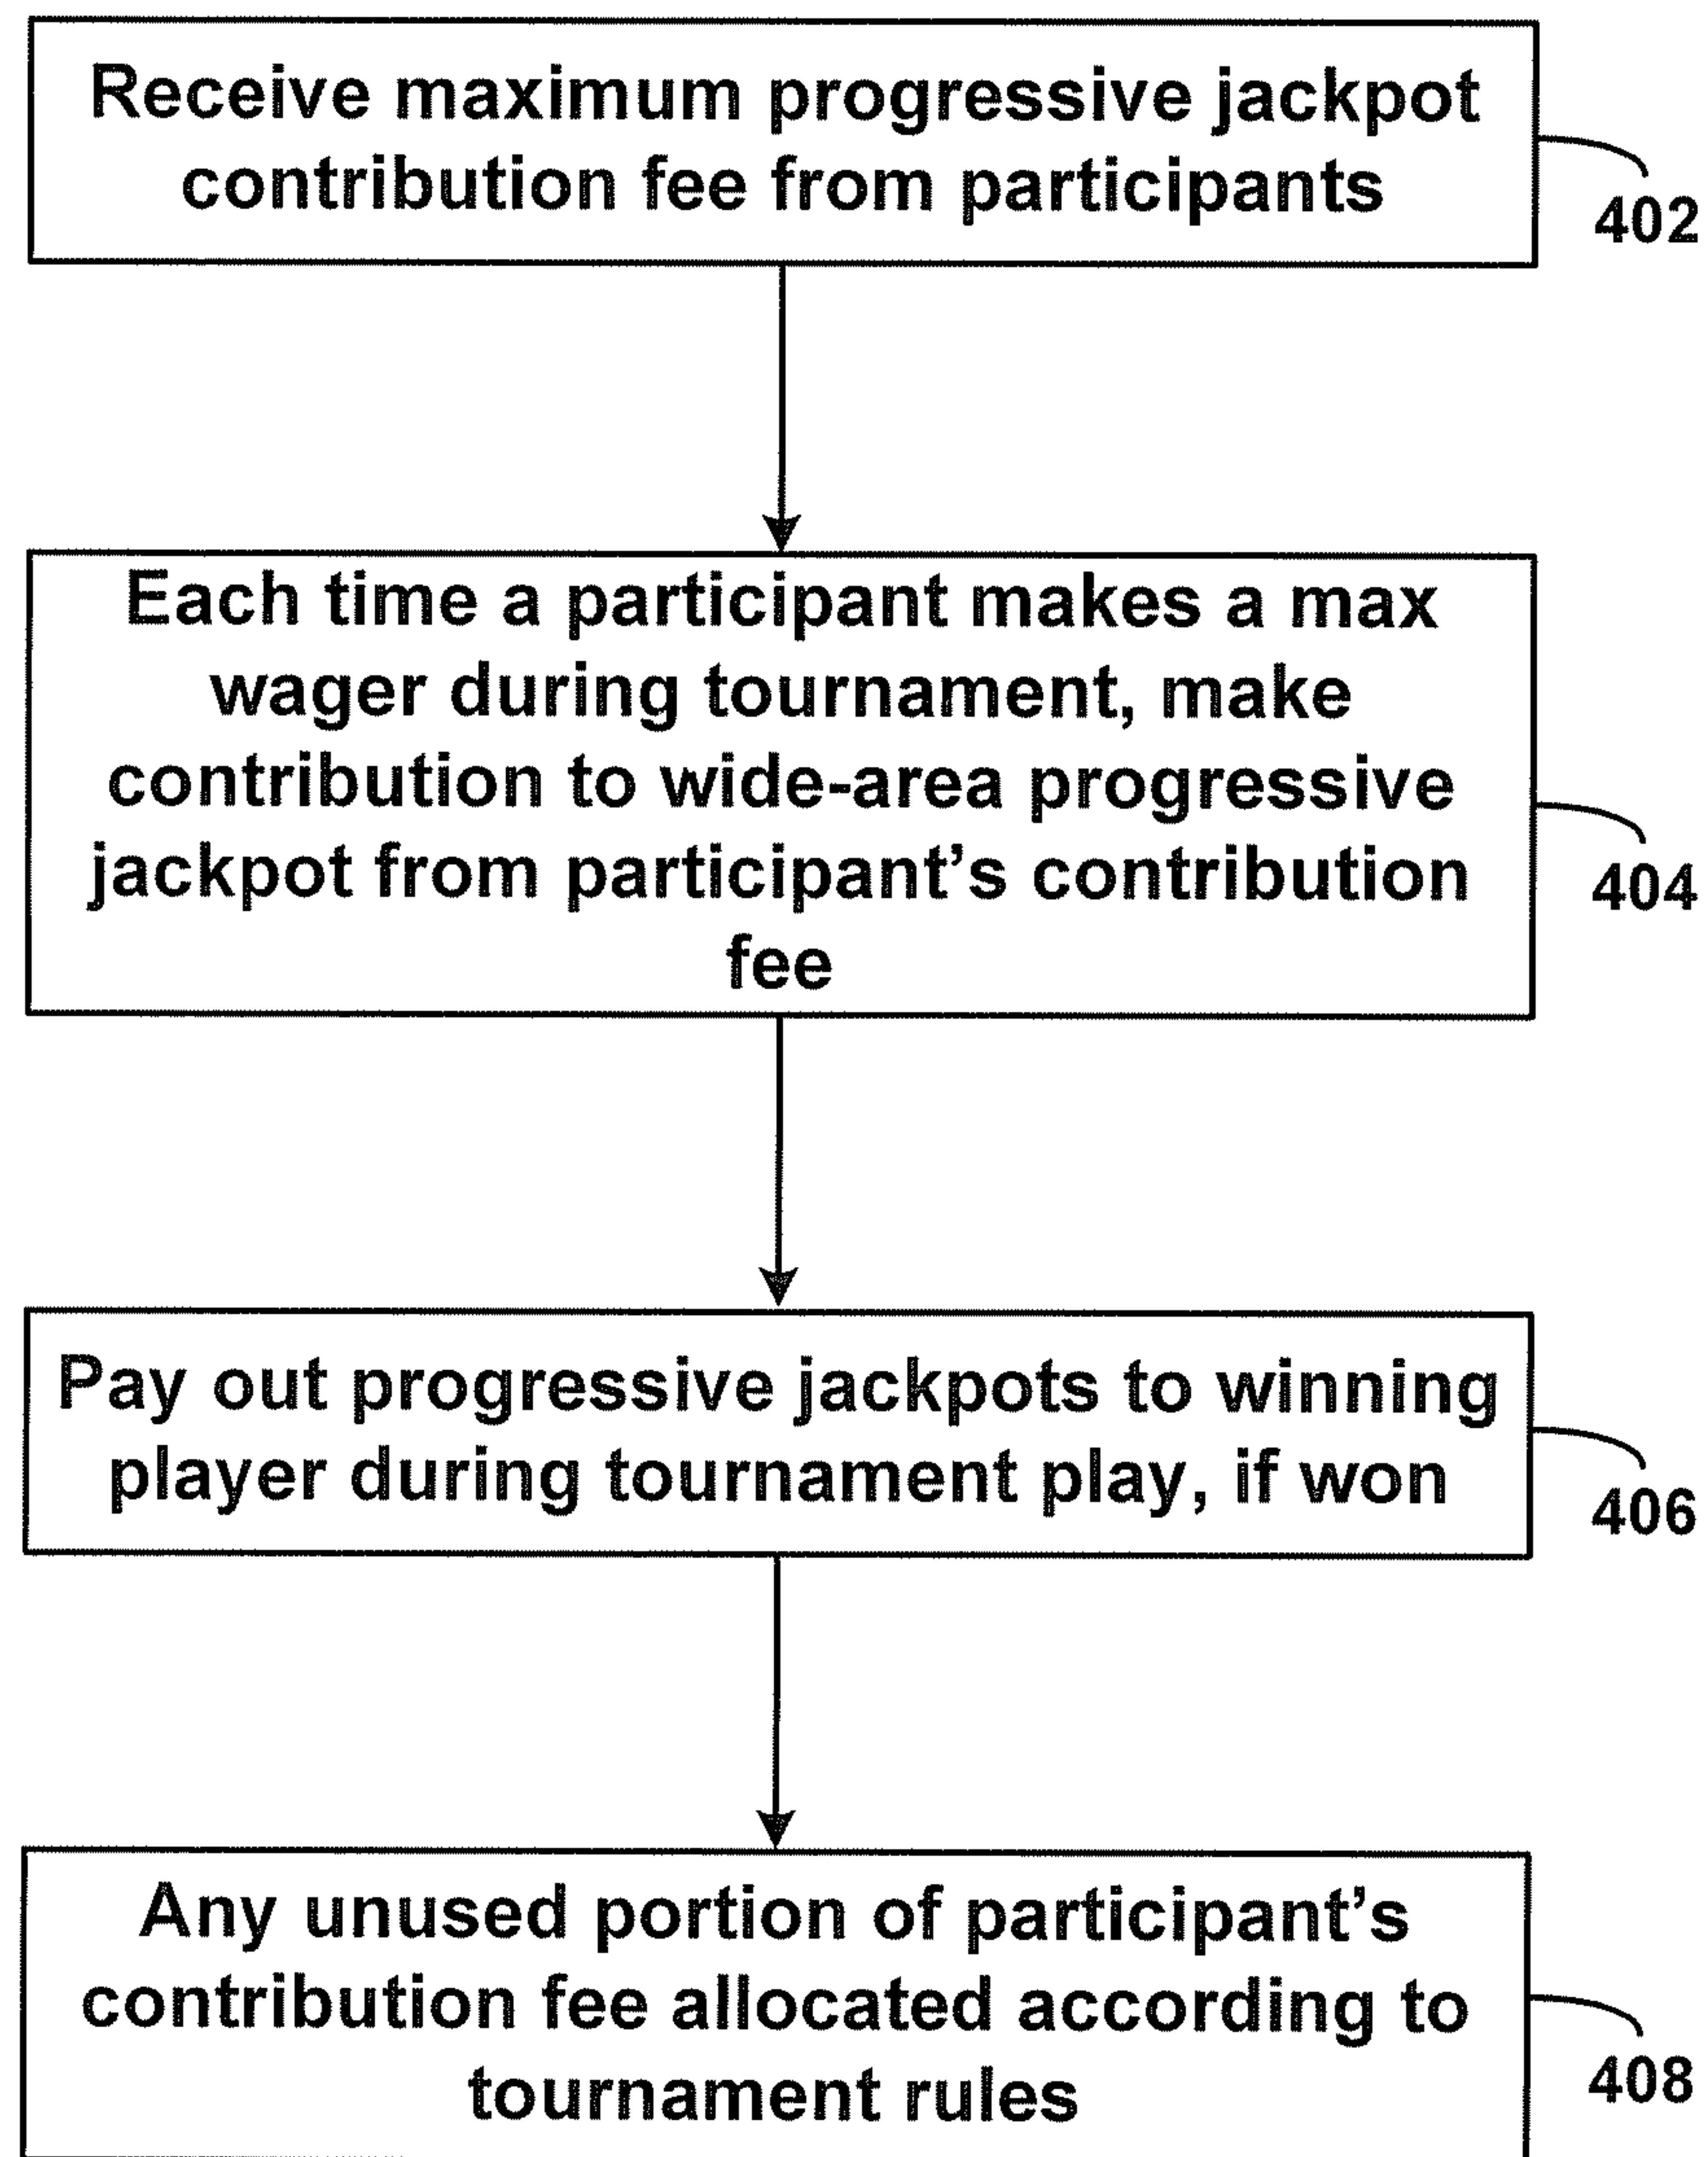 Receive maximum progressive jackpot
contribution fee from participants
402
Each time a participant makes a max
wager during tournament, make
contribution to wide-area progressive
jackpot from participant’s contribution
fee
404
Pay out progressive jackpots to winning
player during tournament play, if won
406
Any unused portion of participant’s
contribution fee allocated according to
tournament rules
408